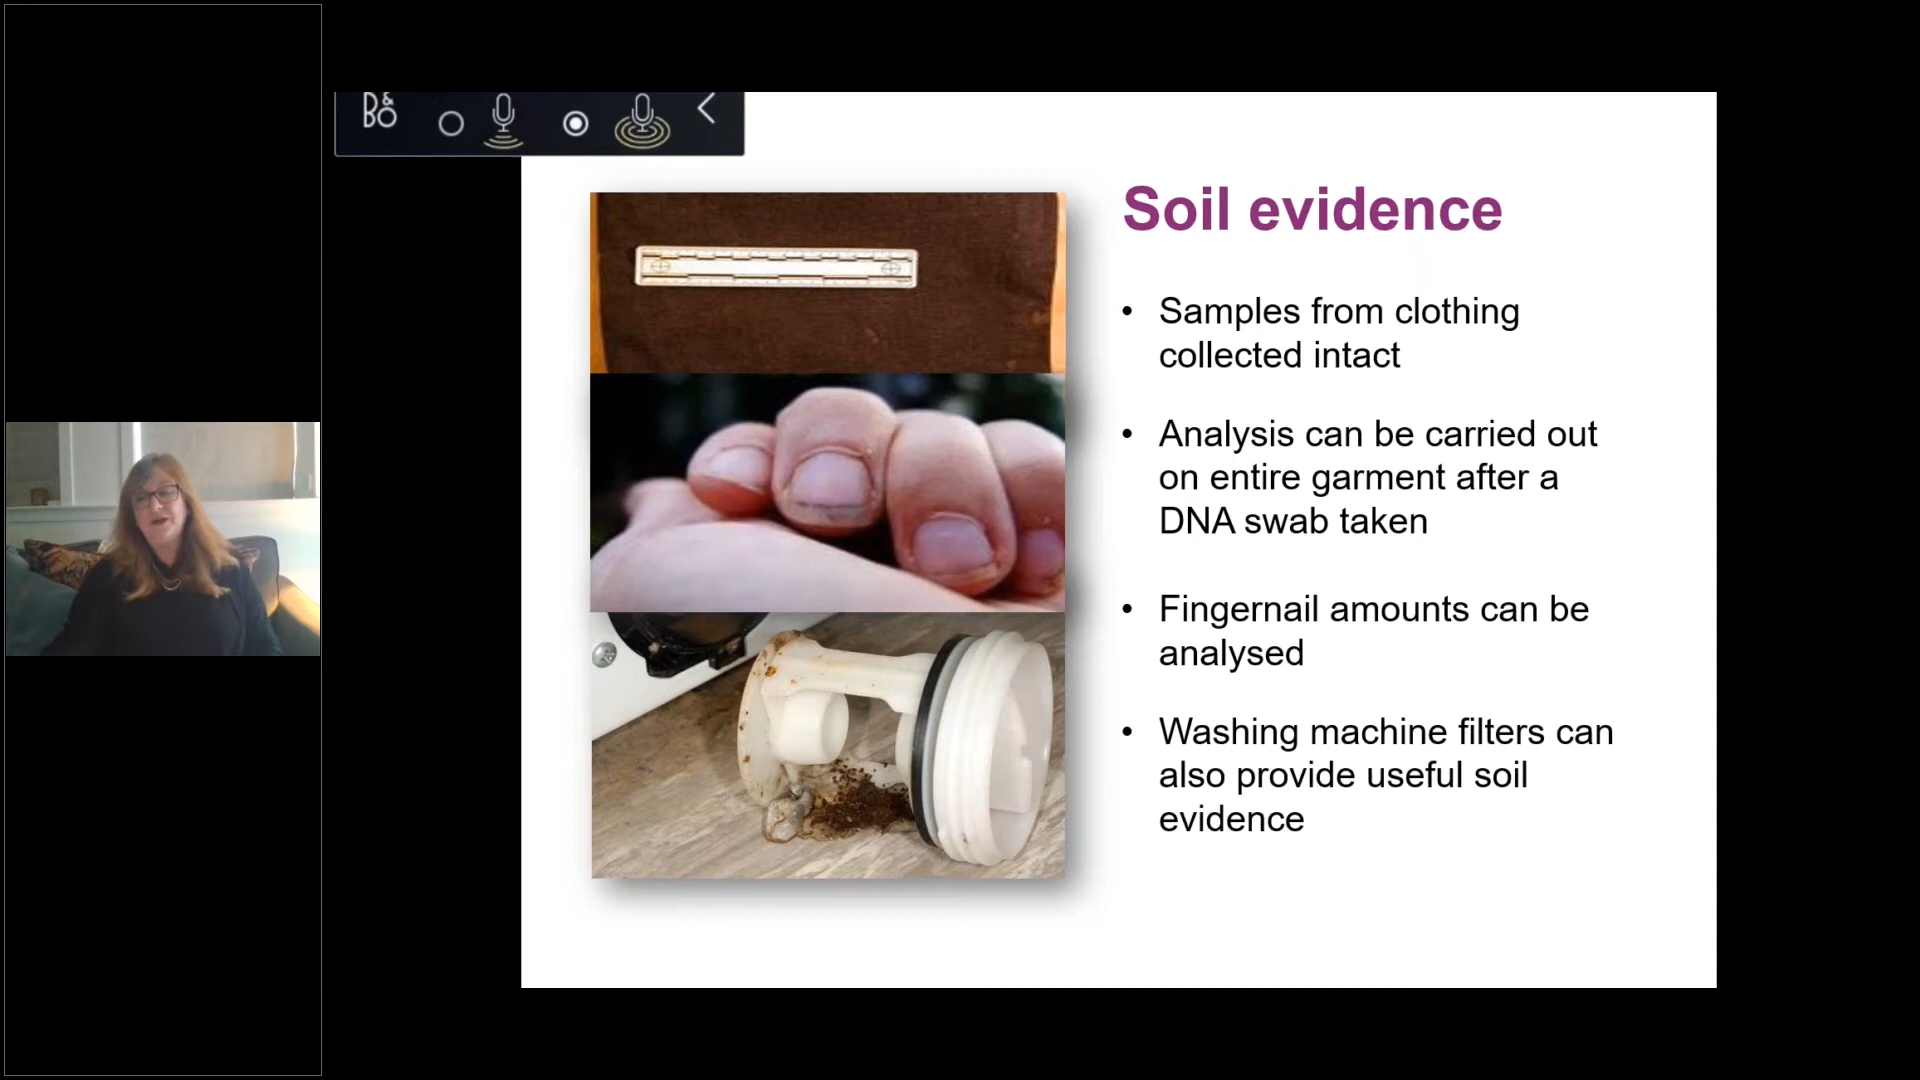 B&
BO
Soil evidence
• Samples from clothing
collected intact
• Analysis can be carried out
on entire garment after a
DNA swab taken
• Fingernail amounts can be
analysed
• Washing machine filters can
also provide useful soil
evidence